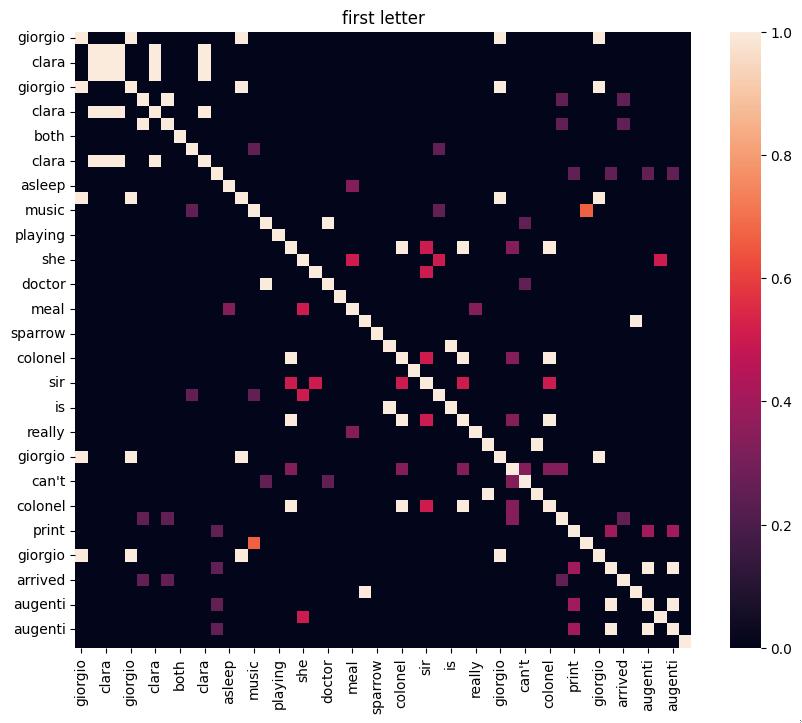 first letter
giorgio
clara
giorgio
clara
both
clara
asleep
music
playing
she
doctor
meal
sparrow
colonel
sir
is
really
giorgio
can't
colonel
print
giorgio
arrived
augenti
augenti
giorgio clara giorgio clara both clara asleep music playing she doctor meal sparrow colonel sir is really giorgio can't colonel print giorgio arrived augenti augenti
1.0
0.8
0.6
0.4
0.2
0.0